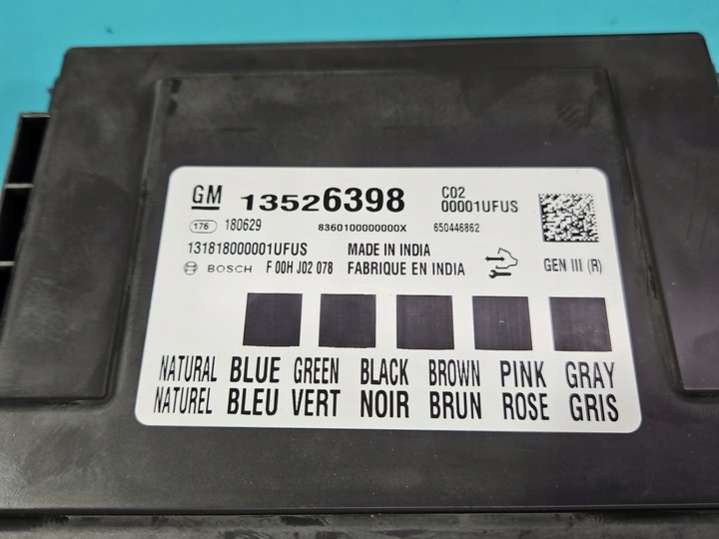 GM 13526398 C02
00001UFUS
176 180629 8360100000000X 650446862
131818000001UFUS MADE IN INDIA
BOSCH F 00H J02 078 FABRIQUE EN INDIA GEN III (R)
NATURAL BLUE GREEN BLACK BROWN PINK GRAY
NATUREL BLEU VERT NOIR BRUN ROSE GRIS